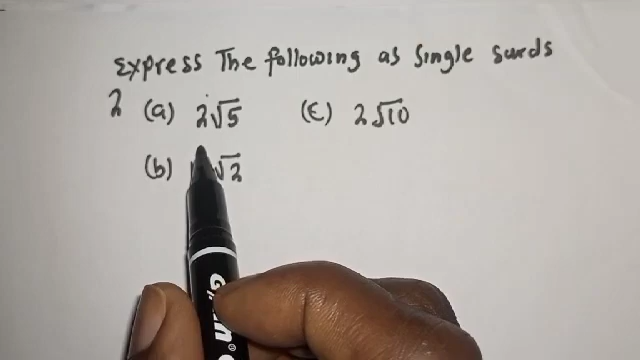 Express The following as Single surds
2 (a) 2√5 (c) 2√10
(b) √2